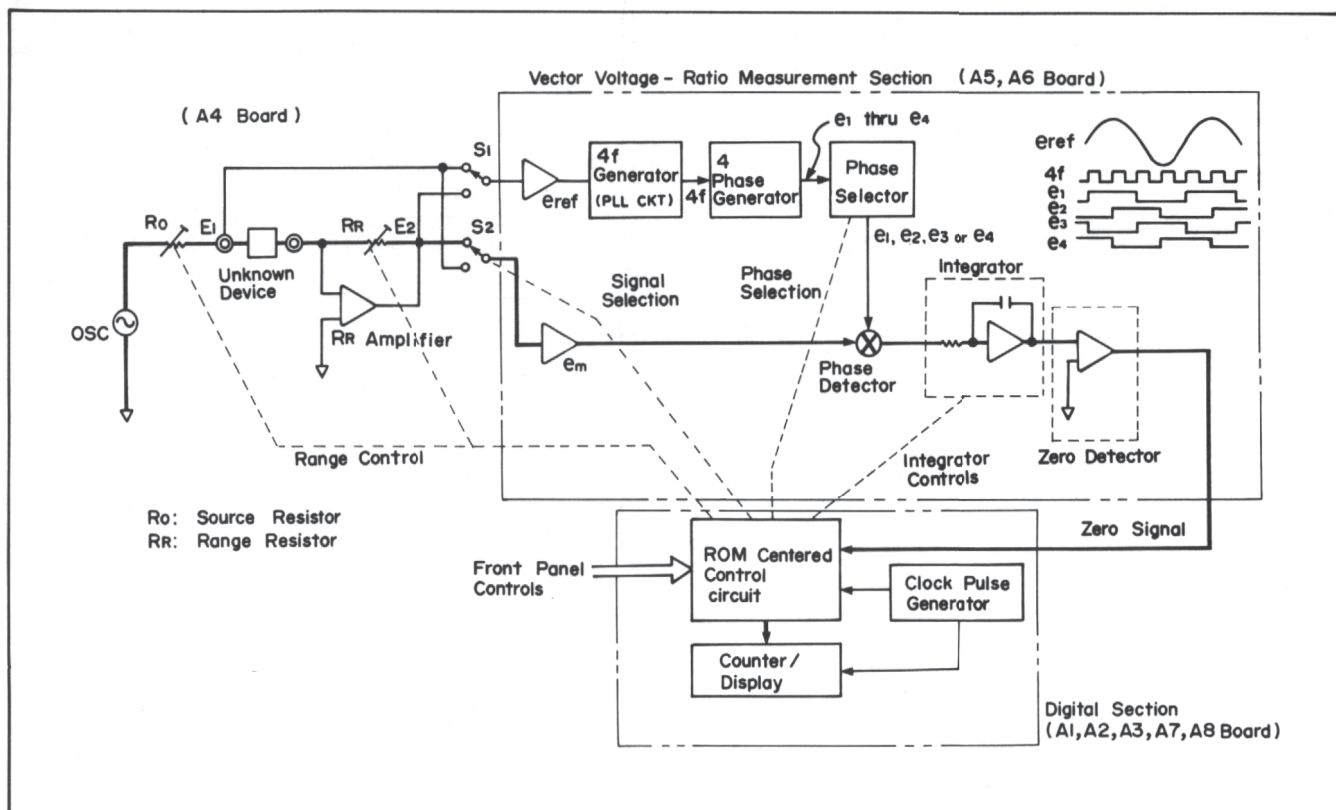 Vector Voltage - Ratio Measurement Section (A5, A6 Board)
(A4 Board)
e1 thru e4
S1
4f
Generator
(PLL CKT)
4f
4
Phase
Generator
Phase
Selector
eref
eref
4f
e1
e2
e3
e4
Ro
E1
RR
E2
S2
e1, e2, e3 or e4
Unknown
Device
Signal
Selection
Phase
Selection
Integrator
OSC
RR Amplifier
em
Phase
Detector
Range Control
Integrator
Controls
Zero Detector
Ro: Source Resistor
RR: Range Resistor
Zero Signal
Front Panel
Controls
ROM Centered
Control
circuit
Clock Pulse
Generator
Counter/
Display
Digital Section
(A1, A2, A3, A7, A8 Board)